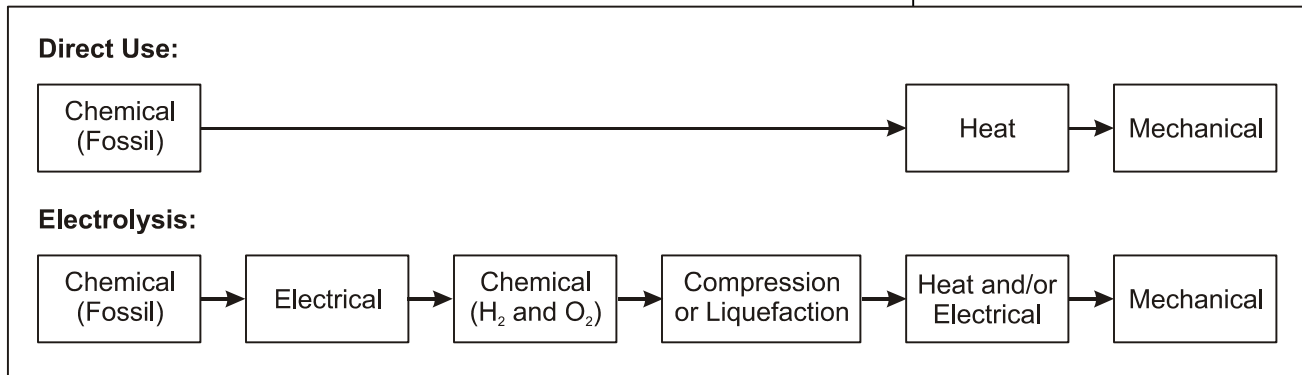 Direct Use:
Chemical
(Fossil)
Heat
Mechanical
Electrolysis:
Chemical
(Fossil)
Electrical
Chemical
(H₂ and O₂)
Compression
or Liquefaction
Heat and/or
Electrical
Mechanical